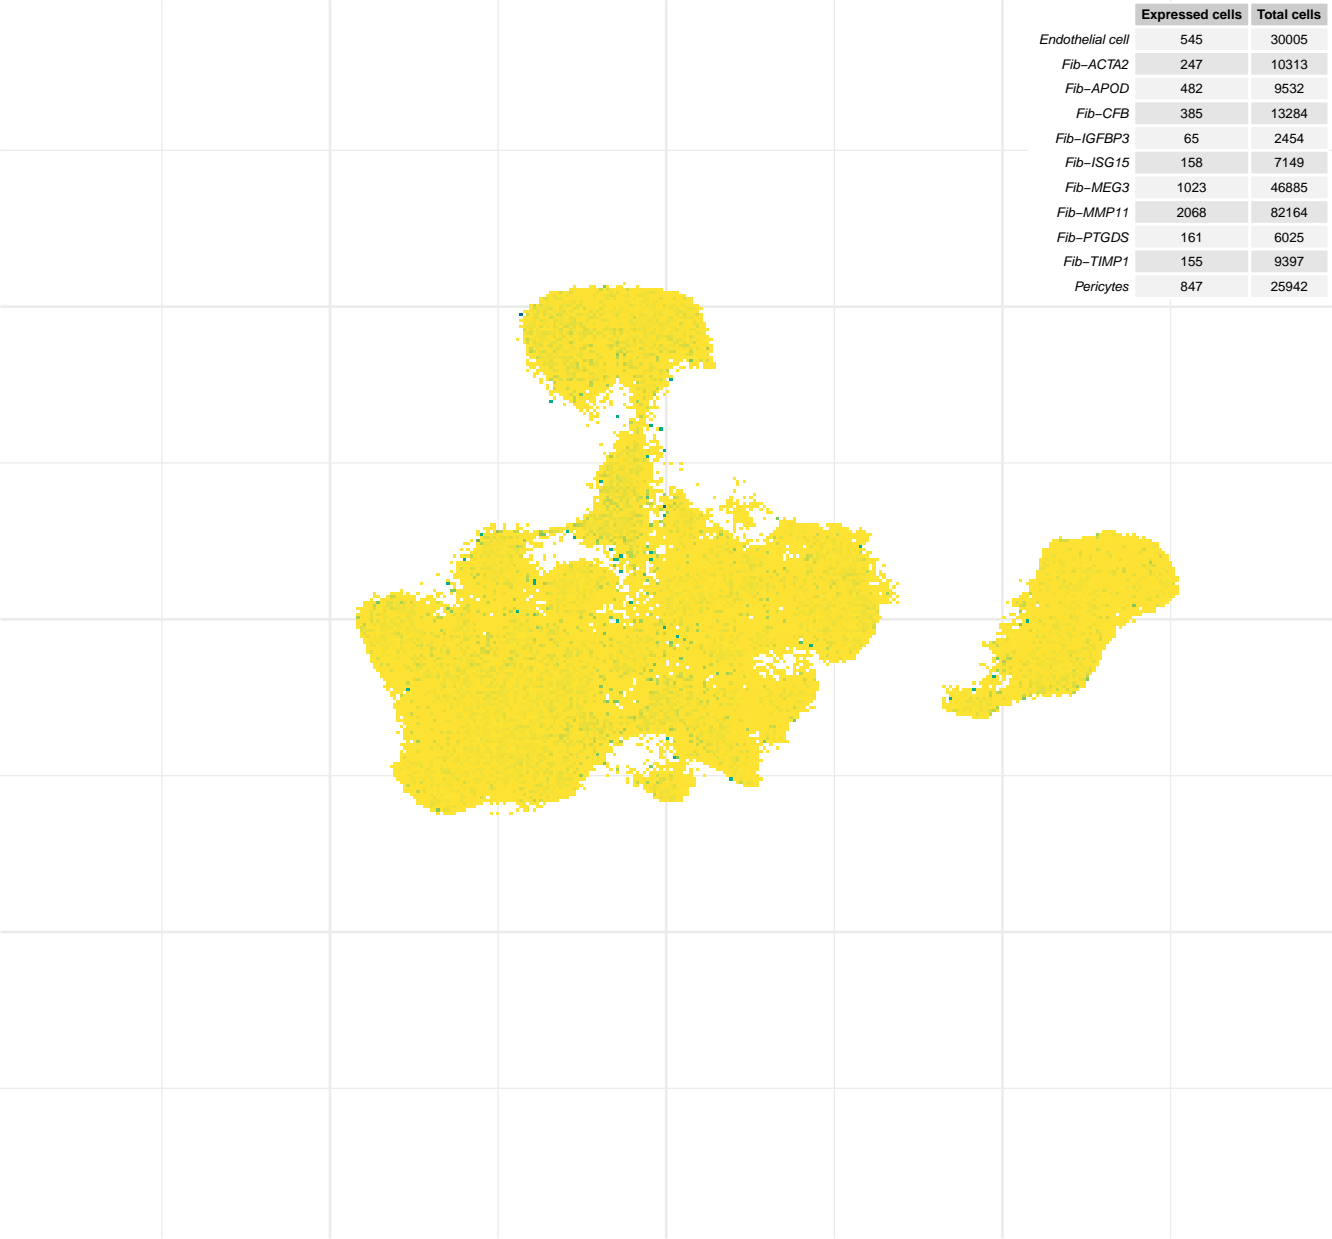 Expressed cells Total cells
Endothelial cell 545 30005
Fib−ACTA2 247 10313
Fib−APOD 482 9532
Fib−CFB 385 13284
Fib−IGFBP3 65 2454
Fib−ISG15 158 7149
Fib−MEG3 1023 46885
Fib−MMP11 2068 82164
Fib−PTGDS 161 6025
Fib−TIMP1 155 9397
Pericytes 847 25942